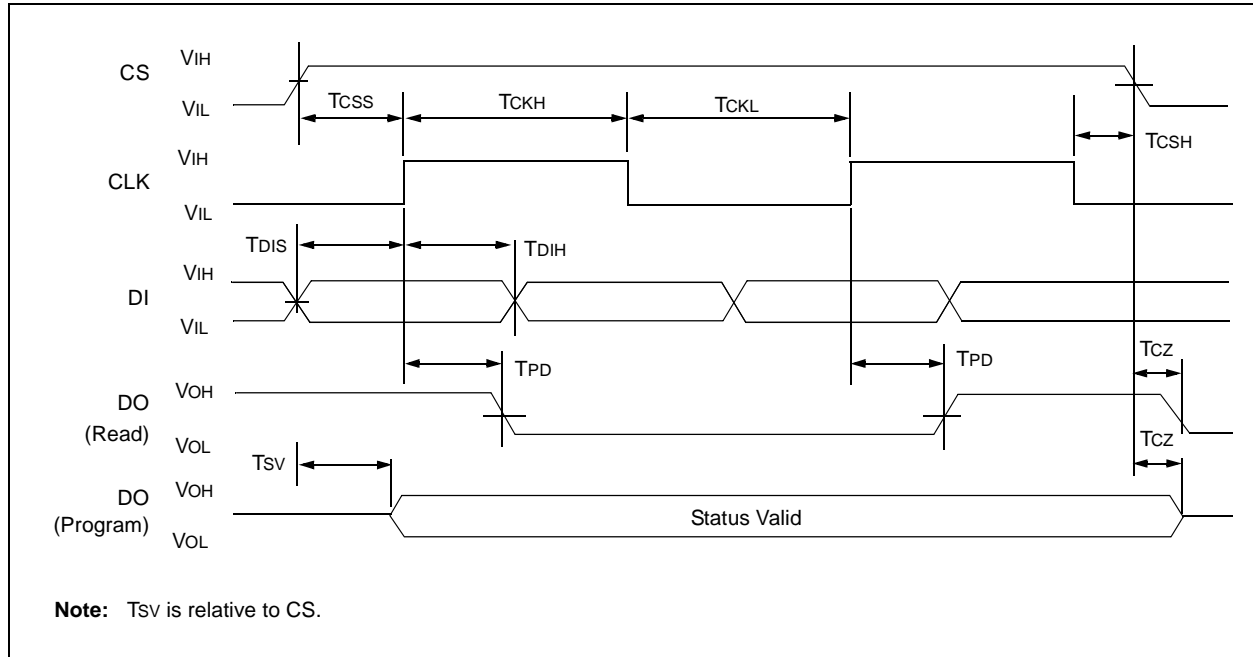 CS
VIH
VIL
TCSS
TCKH
TCKL
TCSH
CLK
VIH
VIL
TDIS
TDIH
DI
VIH
VIL
TPD
TPD
TCZ
DO
(Read)
VOH
VOL
TSV
TCZ
DO
(Program)
VOH
VOL
Status Valid
Note: TSV is relative to CS.